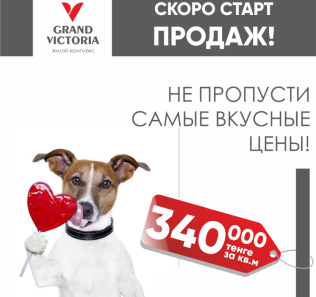 GRAND
VICTORIA
ЖИЛОЙ КОМПЛЕКС
СКОРО СТАРТ
ПРОДАЖ!
НЕ ПРОПУСТИ
САМЫЕ ВКУСНЫЕ
ЦЕНЫ!
340 000
тенге
за кв.м